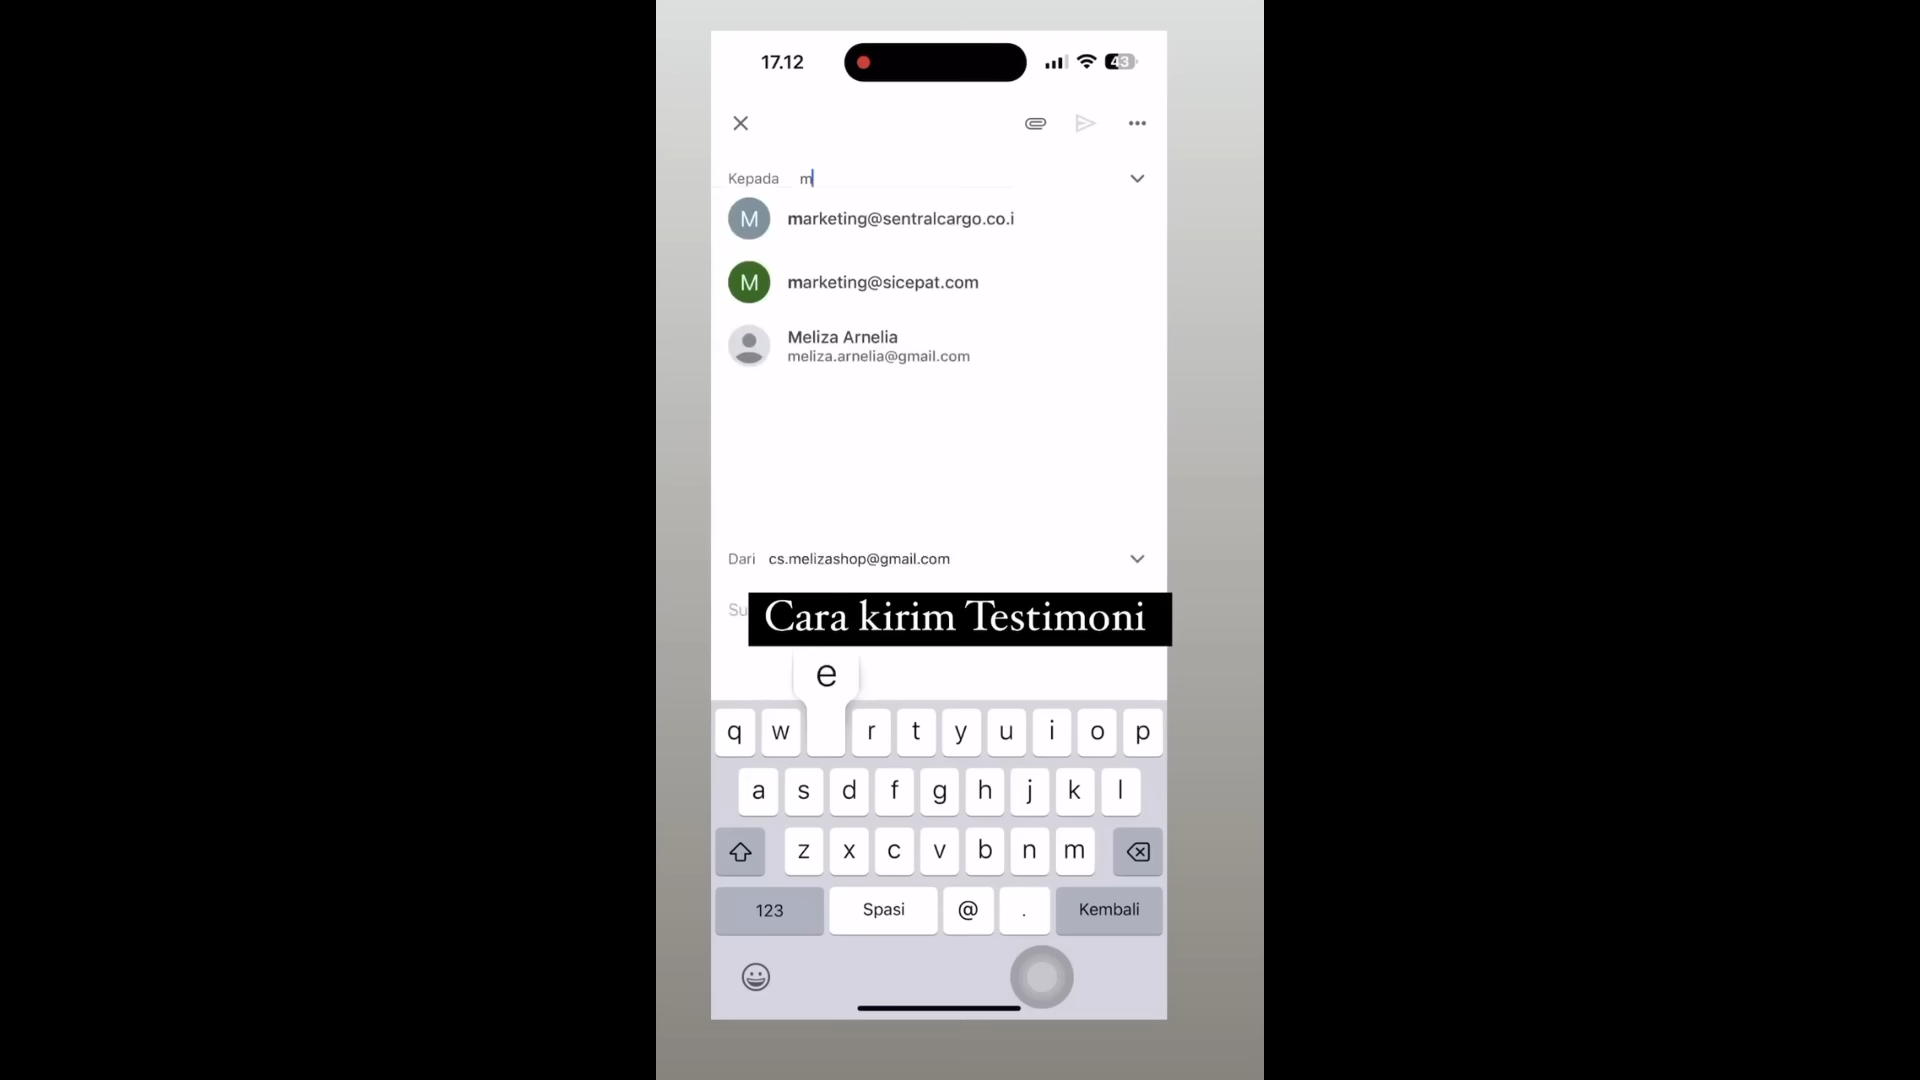 17.12
43
Kepada m
M marketing@sentralcargo.co.i
M marketing@sicepat.com
Meliza Arnelia
meliza.arnelia@gmail.com
Dari cs.melizashop@gmail.com
Su
Cara kirim Testimoni
e
q w r t y u i o p
a s d f g h j k l
z x c v b n m
123 Spasi @ . Kembali